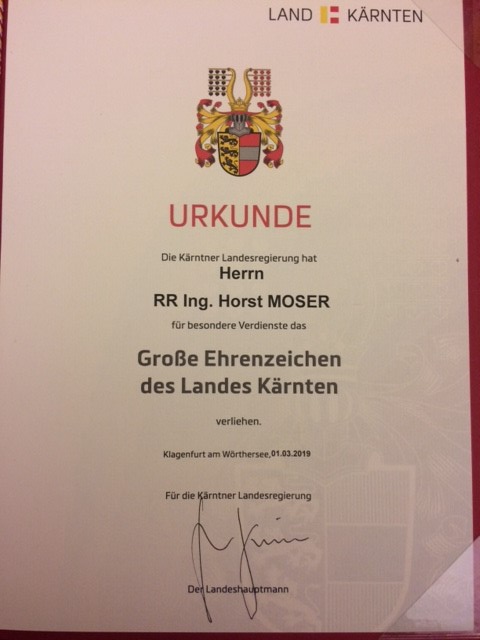 LAND KÄRNTEN
URKUNDE
Die Kärntner Landesregierung hat
Herrn
RR Ing. Horst MOSER
für besondere Verdienste das
Große Ehrenzeichen
des Landes Kärnten
verliehen.
Klagenfurt am Wörthersee,01.03.2019
Für die Kärntner Landesregierung
Der Landeshauptmann